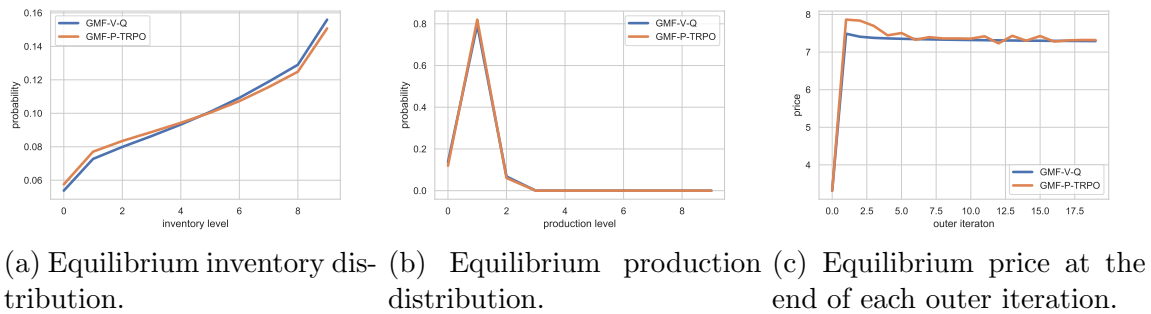 GMF-V-Q
GMF-P-TRPO
0.16
0.14
0.12
0.10
0.08
0.06
probability
0 2 4 6 8
inventory level
GMF-V-Q
GMF-P-TRPO
0.8
0.6
0.4
0.2
0.0
probability
0 2 4 6 8
production level
8
7
6
5
4
price
GMF-V-Q
GMF-P-TRPO
0.0 2.5 5.0 7.5 10.0 12.5 15.0 17.5
outer iteraton
(a) Equilibrium inventory dis-
tribution.
(b) Equilibrium production
distribution.
(c) Equilibrium price at the
end of each outer iteration.